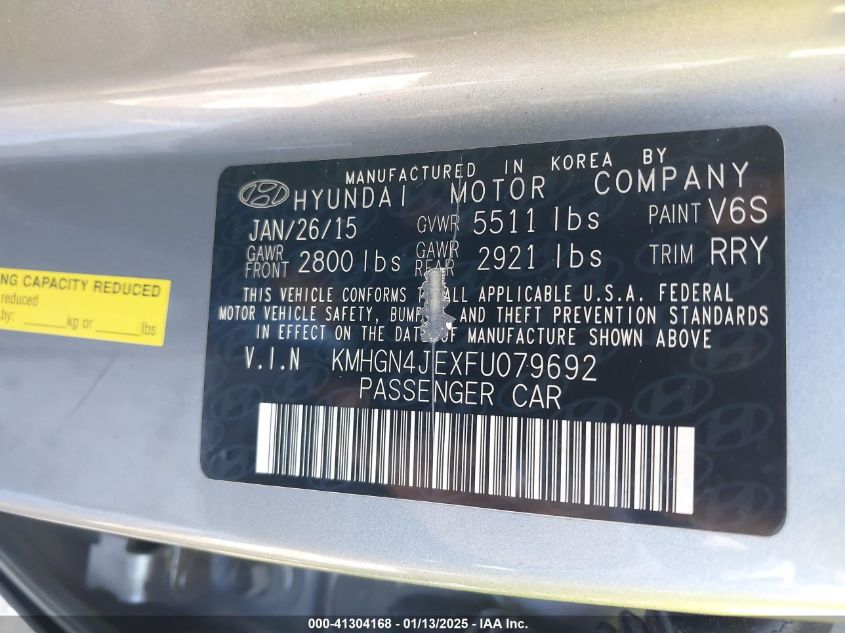 MANUFACTURED IN KOREA BY
HYUNDAI MOTOR COMPANY
JAN/26/15 GVWR 5511 lbs PAINT V6S
GAWR FRONT 2800 lbs GAWR REAR 2921 lbs TRIM RRY
THIS VEHICLE CONFORMS TO ALL APPLICABLE U.S.A. FEDERAL
MOTOR VEHICLE SAFETY, BUMPER, AND THEFT PREVENTION STANDARDS
IN EFFECT ON THE DATE OF MANUFACTURE SHOWN ABOVE
V.I.N KMHGN4JEXFU079692
PASSENGER CAR
NG CAPACITY REDUCED
reduced
by: ______kg or ______lbs
000-41304168 - 01/13/2025 - IAA Inc.